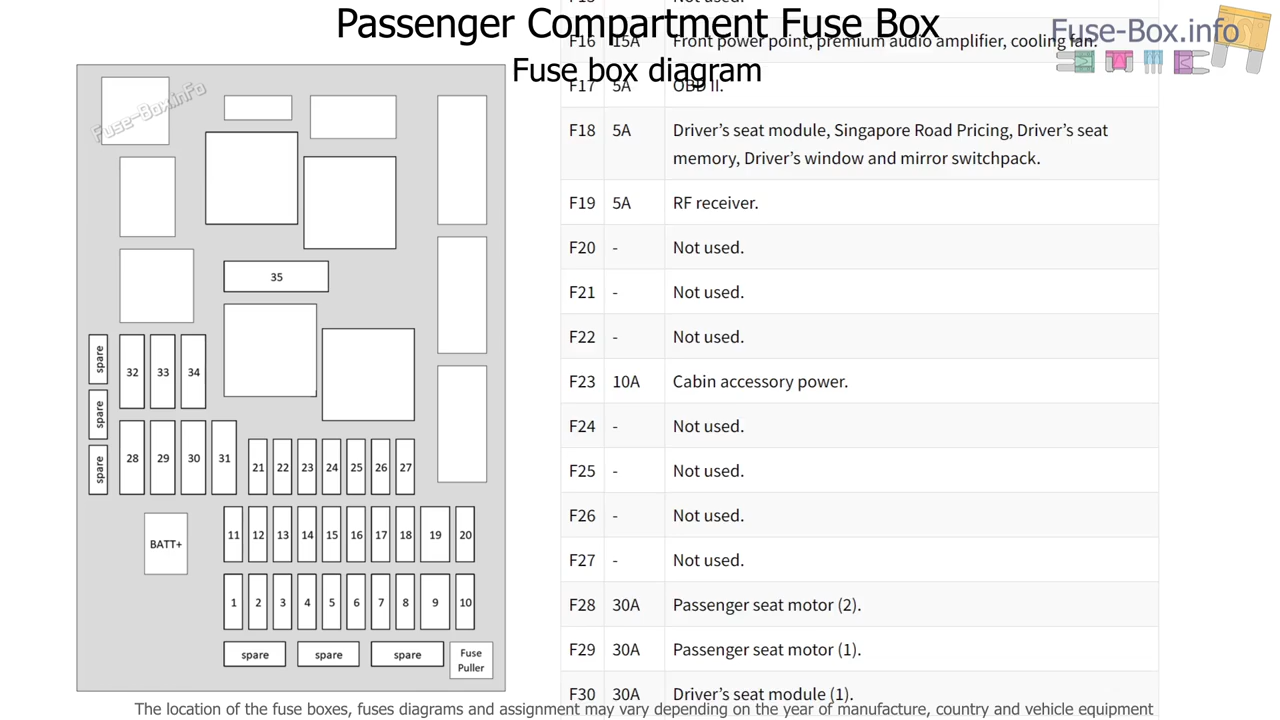 Passenger Compartment Fuse Box
Fuse box diagram
Fuse-Box.info
Fuse-Box.info
F15 Not used.
F16 15A Front power point, premium audio amplifier, cooling fan.
F17 5A OBD II.
F18 5A Driver’s seat module, Singapore Road Pricing, Driver’s seat
memory, Driver’s window and mirror switchpack.
F19 5A RF receiver.
F20 - Not used.
F21 - Not used.
F22 - Not used.
F23 10A Cabin accessory power.
F24 - Not used.
F25 - Not used.
F26 - Not used.
F27 - Not used.
F28 30A Passenger seat motor (2).
F29 30A Passenger seat motor (1).
F30 30A Driver’s seat module (1).
35
spare
32 33 34
spare
28 29 30 31
spare
21 22 23 24 25 26 27
BATT+
11 12 13 14 15 16 17 18 19 20
1 2 3 4 5 6 7 8 9 10
spare spare spare
Fuse
Puller
The location of the fuse boxes, fuses diagrams and assignment may vary depending on the year of manufacture, country and vehicle equipment